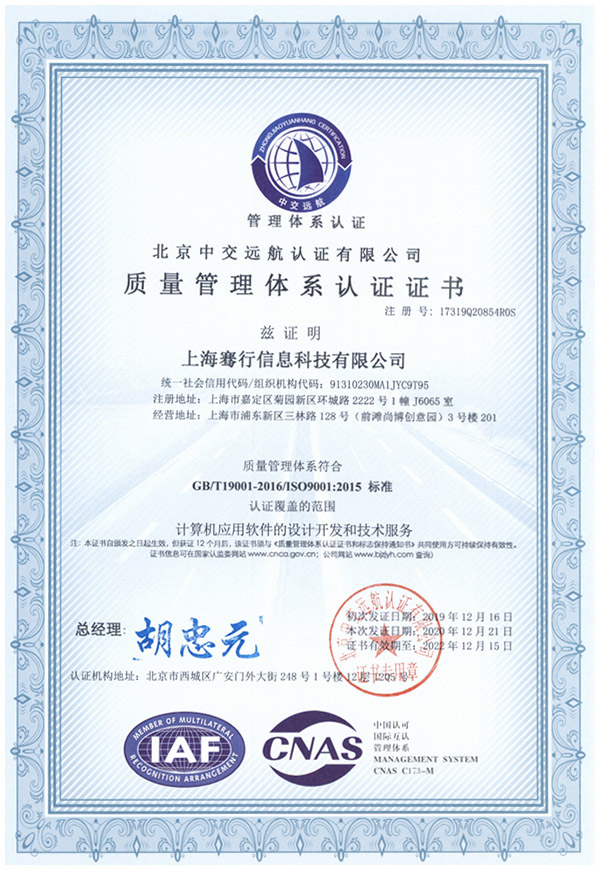 ZHONGJIAOYUANHANG CERTIFICATION
中交远航
管理体系认证
北京中交远航认证有限公司
质量管理体系认证证书
注 册 号: 17319Q20854R0S
兹证明
上海骞行信息科技有限公司
统一社会信用代码/组织机构代码: 91310230MA1JYC9T95
注册地址: 上海市嘉定区菊园新区环城路 2222 号 1 幢 J6065 室
经营地址: 上海市浦东新区三林路 128 号（前滩尚博创意园）3 号楼 201
质量管理体系符合
GB/T19001-2016/ISO9001:2015 标准
认证覆盖的范围
计算机应用软件的设计开发和技术服务
注: 本证书自颁发之日起生效, 但获证 12 个月后, 该证书须与《质量管理体系认证证书和标志保持通知书》共同使用方可持续保持有效性。
证书信息可在国家认监委网站 www.cnca.gov.cn; 公司网站 www.bjzjyh.com 查询）
初次发证日期: 2019 年 12 月 16 日
总经理: 胡忠元
本次发证日期: 2020 年 12 月 21 日
证书有效期至: 2022 年 12 月 15 日
北京中交远航认证有限公司
证书专用章
认证机构地址: 北京市西城区广安门外大街 248 号 1 号楼 12 层 1205 号
MEMBER OF MULTILATERAL
IAF
RECOGNITION ARRANGEMENT
CNAS
中国认可
国际互认
管理体系
MANAGEMENT SYSTEM
CNAS C173-M